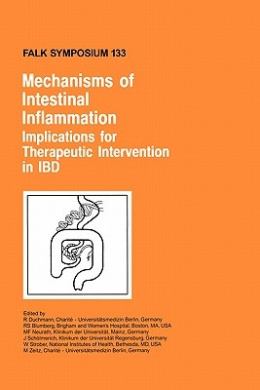 FALK SYMPOSIUM 133
Mechanisms of
Intestinal
Inflammation
Implications for
Therapeutic Intervention
in IBD
Edited by
R Duchmann, Charité - Universitätsmedizin Berlin, Germany
RS Blumberg, Brigham and Women's Hospital, Boston, MA, USA
MF Neurath, Klinikum der Universität, Mainz, Germany
J Schölmerich, Klinikum der Universität Regensburg, Germany
W Strober, National Institutes of Health, Bethesda, MD, USA
M Zeitz, Charité - Universitätsmedizin Berlin, Germany